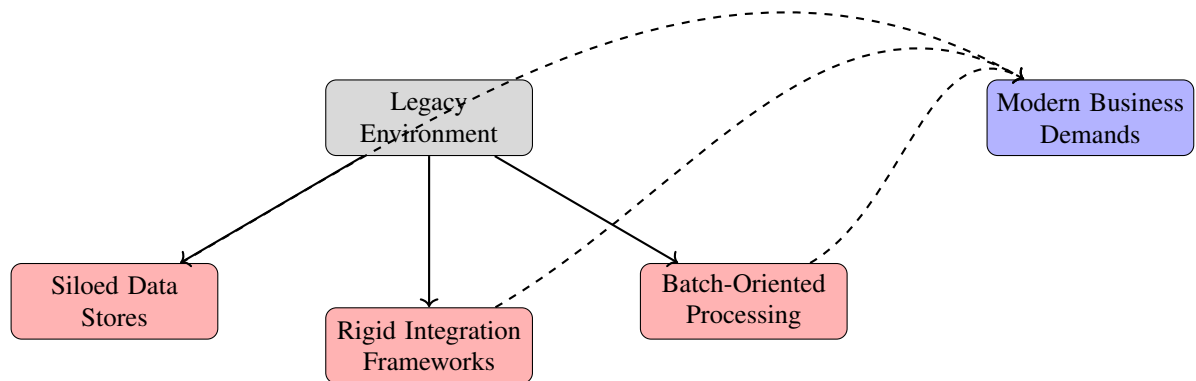 Legacy
Environment
Modern Business
Demands
Siloed Data
Stores
Rigid Integration
Frameworks
Batch-Oriented
Processing